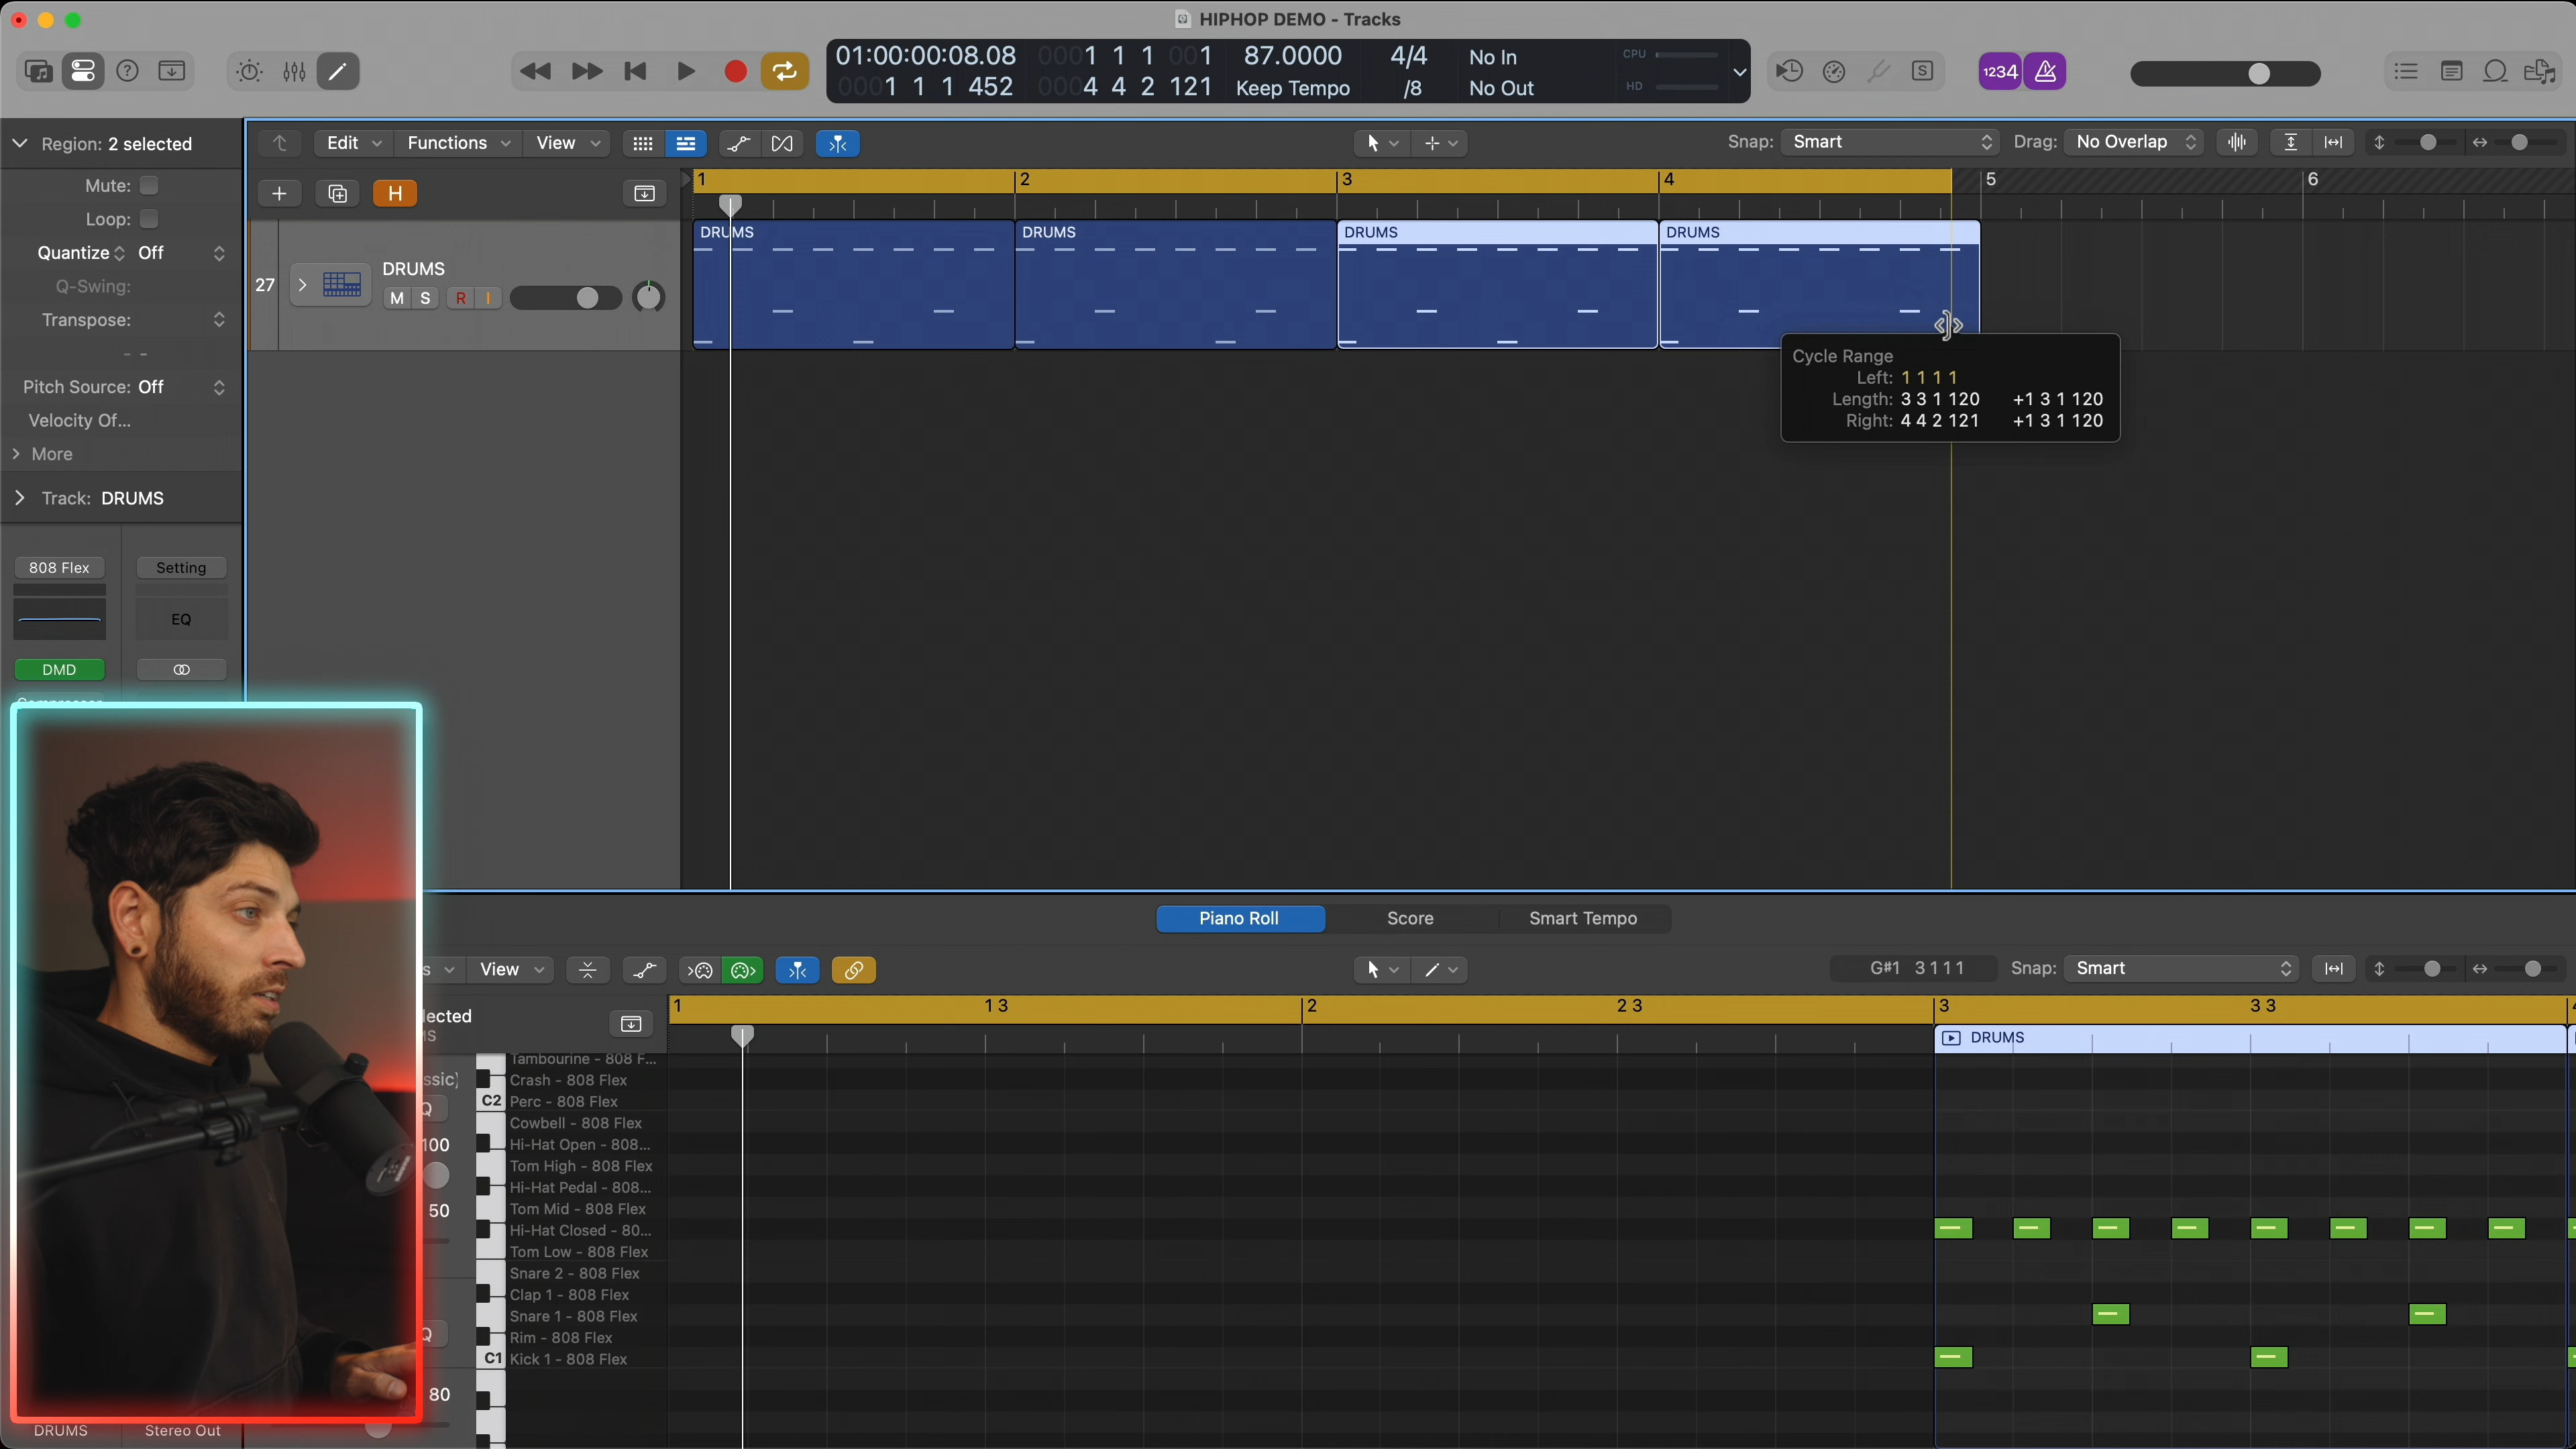 HIPHOP DEMO - Tracks
01:00:00:08.08
0001 1 1 001
87.0000
4/4
No In
CPU
0001 1 1 452
0004 4 2 121
Keep Tempo
/8
No Out
HD
1234
S
Region: 2 selected
Edit
Functions
View
Snap: Smart
Drag: No Overlap
Mute:
Loop:
Quantize Off
Q-Swing:
Transpose:
- -
Pitch Source: Off
Velocity Of...
More
Track: DRUMS
H
1 2 3 4 5 6
27
DRUMS
M S R I
DRUMS
DRUMS
DRUMS
DRUMS
Cycle Range
Left: 1 1 1 1
Length: 3 3 1 120 +1 3 1 120
Right: 4 4 2 121 +1 3 1 120
808 Flex
Setting
EQ
DMD
Piano Roll
Score
Smart Tempo
s
View
G#1 3 1 1 1
Snap: Smart
1 1 3 2 2 3 3 3 3 4
lected
MS
DRUMS
ssic)
Q
100
50
Q
80
Tambourine - 808 F...
Crash - 808 Flex
C2 Perc - 808 Flex
Cowbell - 808 Flex
Hi-Hat Open - 808...
Tom High - 808 Flex
Hi-Hat Pedal - 808...
Tom Mid - 808 Flex
Hi-Hat Closed - 80...
Tom Low - 808 Flex
Snare 2 - 808 Flex
Clap 1 - 808 Flex
Snare 1 - 808 Flex
Rim - 808 Flex
C1 Kick 1 - 808 Flex
DRUMS
Stereo Out